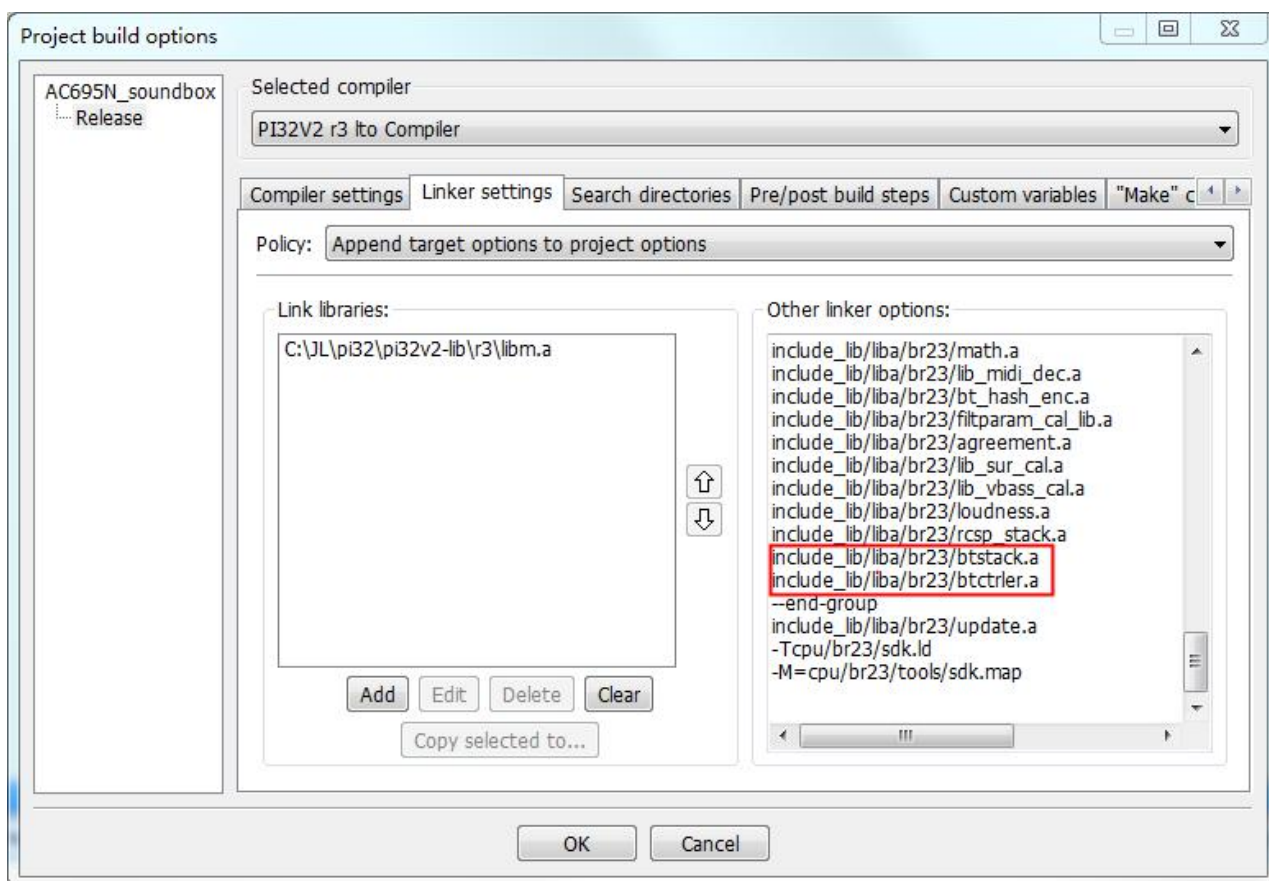 Project build options
AC695N_soundbox
Release
Selected compiler
PI32V2 r3 lto Compiler
Compiler settings
Linker settings
Search directories
Pre/post build steps
Custom variables
"Make" c
Policy:
Append target options to project options
Link libraries:
C:\JL\pi32\pi32v2-lib\r3\libm.a
Add
Edit
Delete
Clear
Copy selected to...
Other linker options:
include_lib/liba/br23/math.a
include_lib/liba/br23/lib_midi_dec.a
include_lib/liba/br23/bt_hash_enc.a
include_lib/liba/br23/filtparam_cal_lib.a
include_lib/liba/br23/agreement.a
include_lib/liba/br23/lib_sur_cal.a
include_lib/liba/br23/lib_vbass_cal.a
include_lib/liba/br23/loudness.a
include_lib/liba/br23/rcsp_stack.a
include_lib/liba/br23/btstack.a
include_lib/liba/br23/btctrler.a
--end-group
include_lib/liba/br23/update.a
-Tcpu/br23/sdk.ld
-M=cpu/br23/tools/sdk.map
OK
Cancel